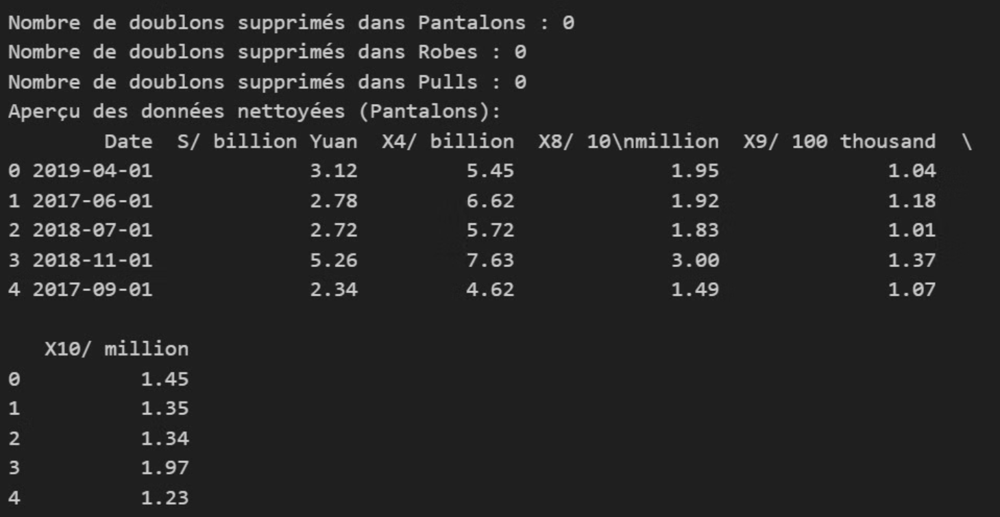 Nombre de doublons supprimés dans Pantalons : 0
Nombre de doublons supprimés dans Robes : 0
Nombre de doublons supprimés dans Pulls : 0
Aperçu des données nettoyées (Pantalons):
        Date  S/ billion Yuan  X4/ billion  X8/ 10\nmillion  X9/ 100 thousand  \
0 2019-04-01             3.12         5.45             1.95              1.04
1 2017-06-01             2.78         6.62             1.92              1.18
2 2018-07-01             2.72         5.72             1.83              1.01
3 2018-11-01             5.26         7.63             3.00              1.37
4 2017-09-01             2.34         4.62             1.49              1.07
   X10/ million
0          1.45
1          1.35
2          1.34
3          1.97
4          1.23